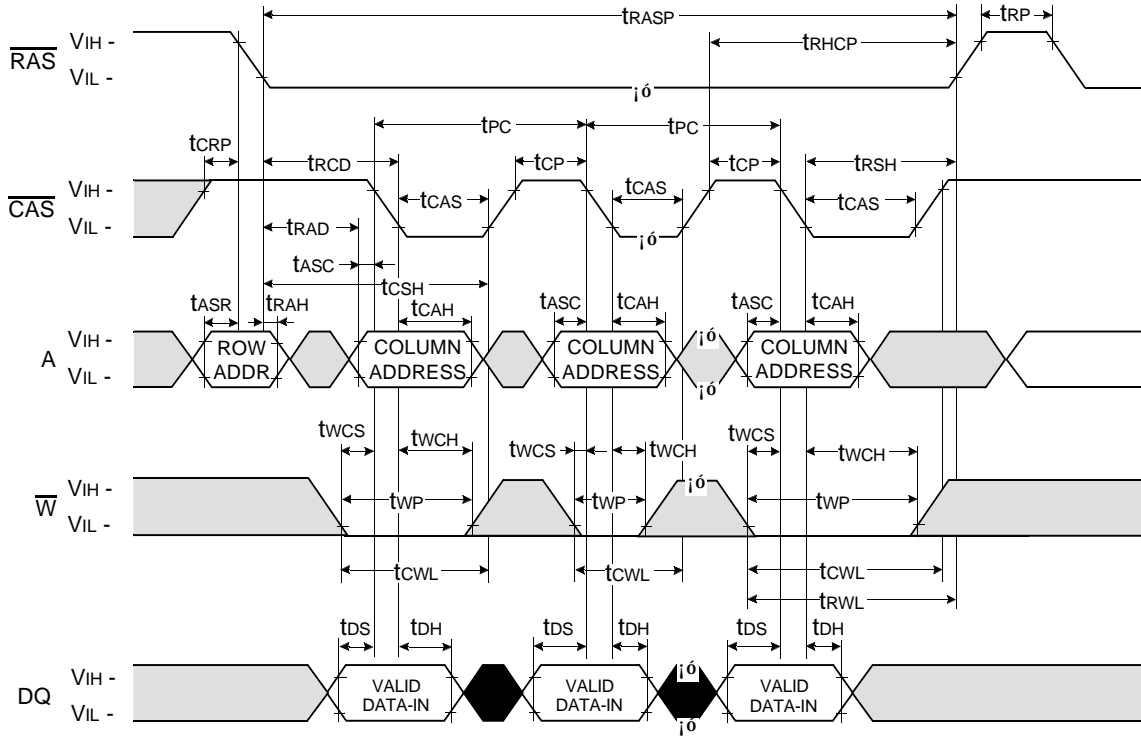 tRASP
tRP
tRHCP
RAS
VIH -
VIL -
¡ó
tCRP
tRCD
tPC
tPC
tCP
tCP
tRSH
CAS
VIH -
VIL -
tCAS
tCAS
tCAS
¡ó
tRAD
tASC
tCSH
tASR
tRAH
tCAH
tASC
tCAH
tASC
tCAH
A
VIH -
VIL -
ROW
ADDR
COLUMN
ADDRESS
COLUMN
ADDRESS
¡ó
¡ó
COLUMN
ADDRESS
tWCS
tWCH
tWCS
tWCH
tWCS
tWCH
W
VIH -
VIL -
tWP
tWP
¡ó
tWP
tCWL
tCWL
tCWL
tRWL
tDS
tDH
tDS
tDH
tDS
tDH
DQ
VIH -
VIL -
VALID
DATA-IN
VALID
DATA-IN
¡ó
¡ó
VALID
DATA-IN